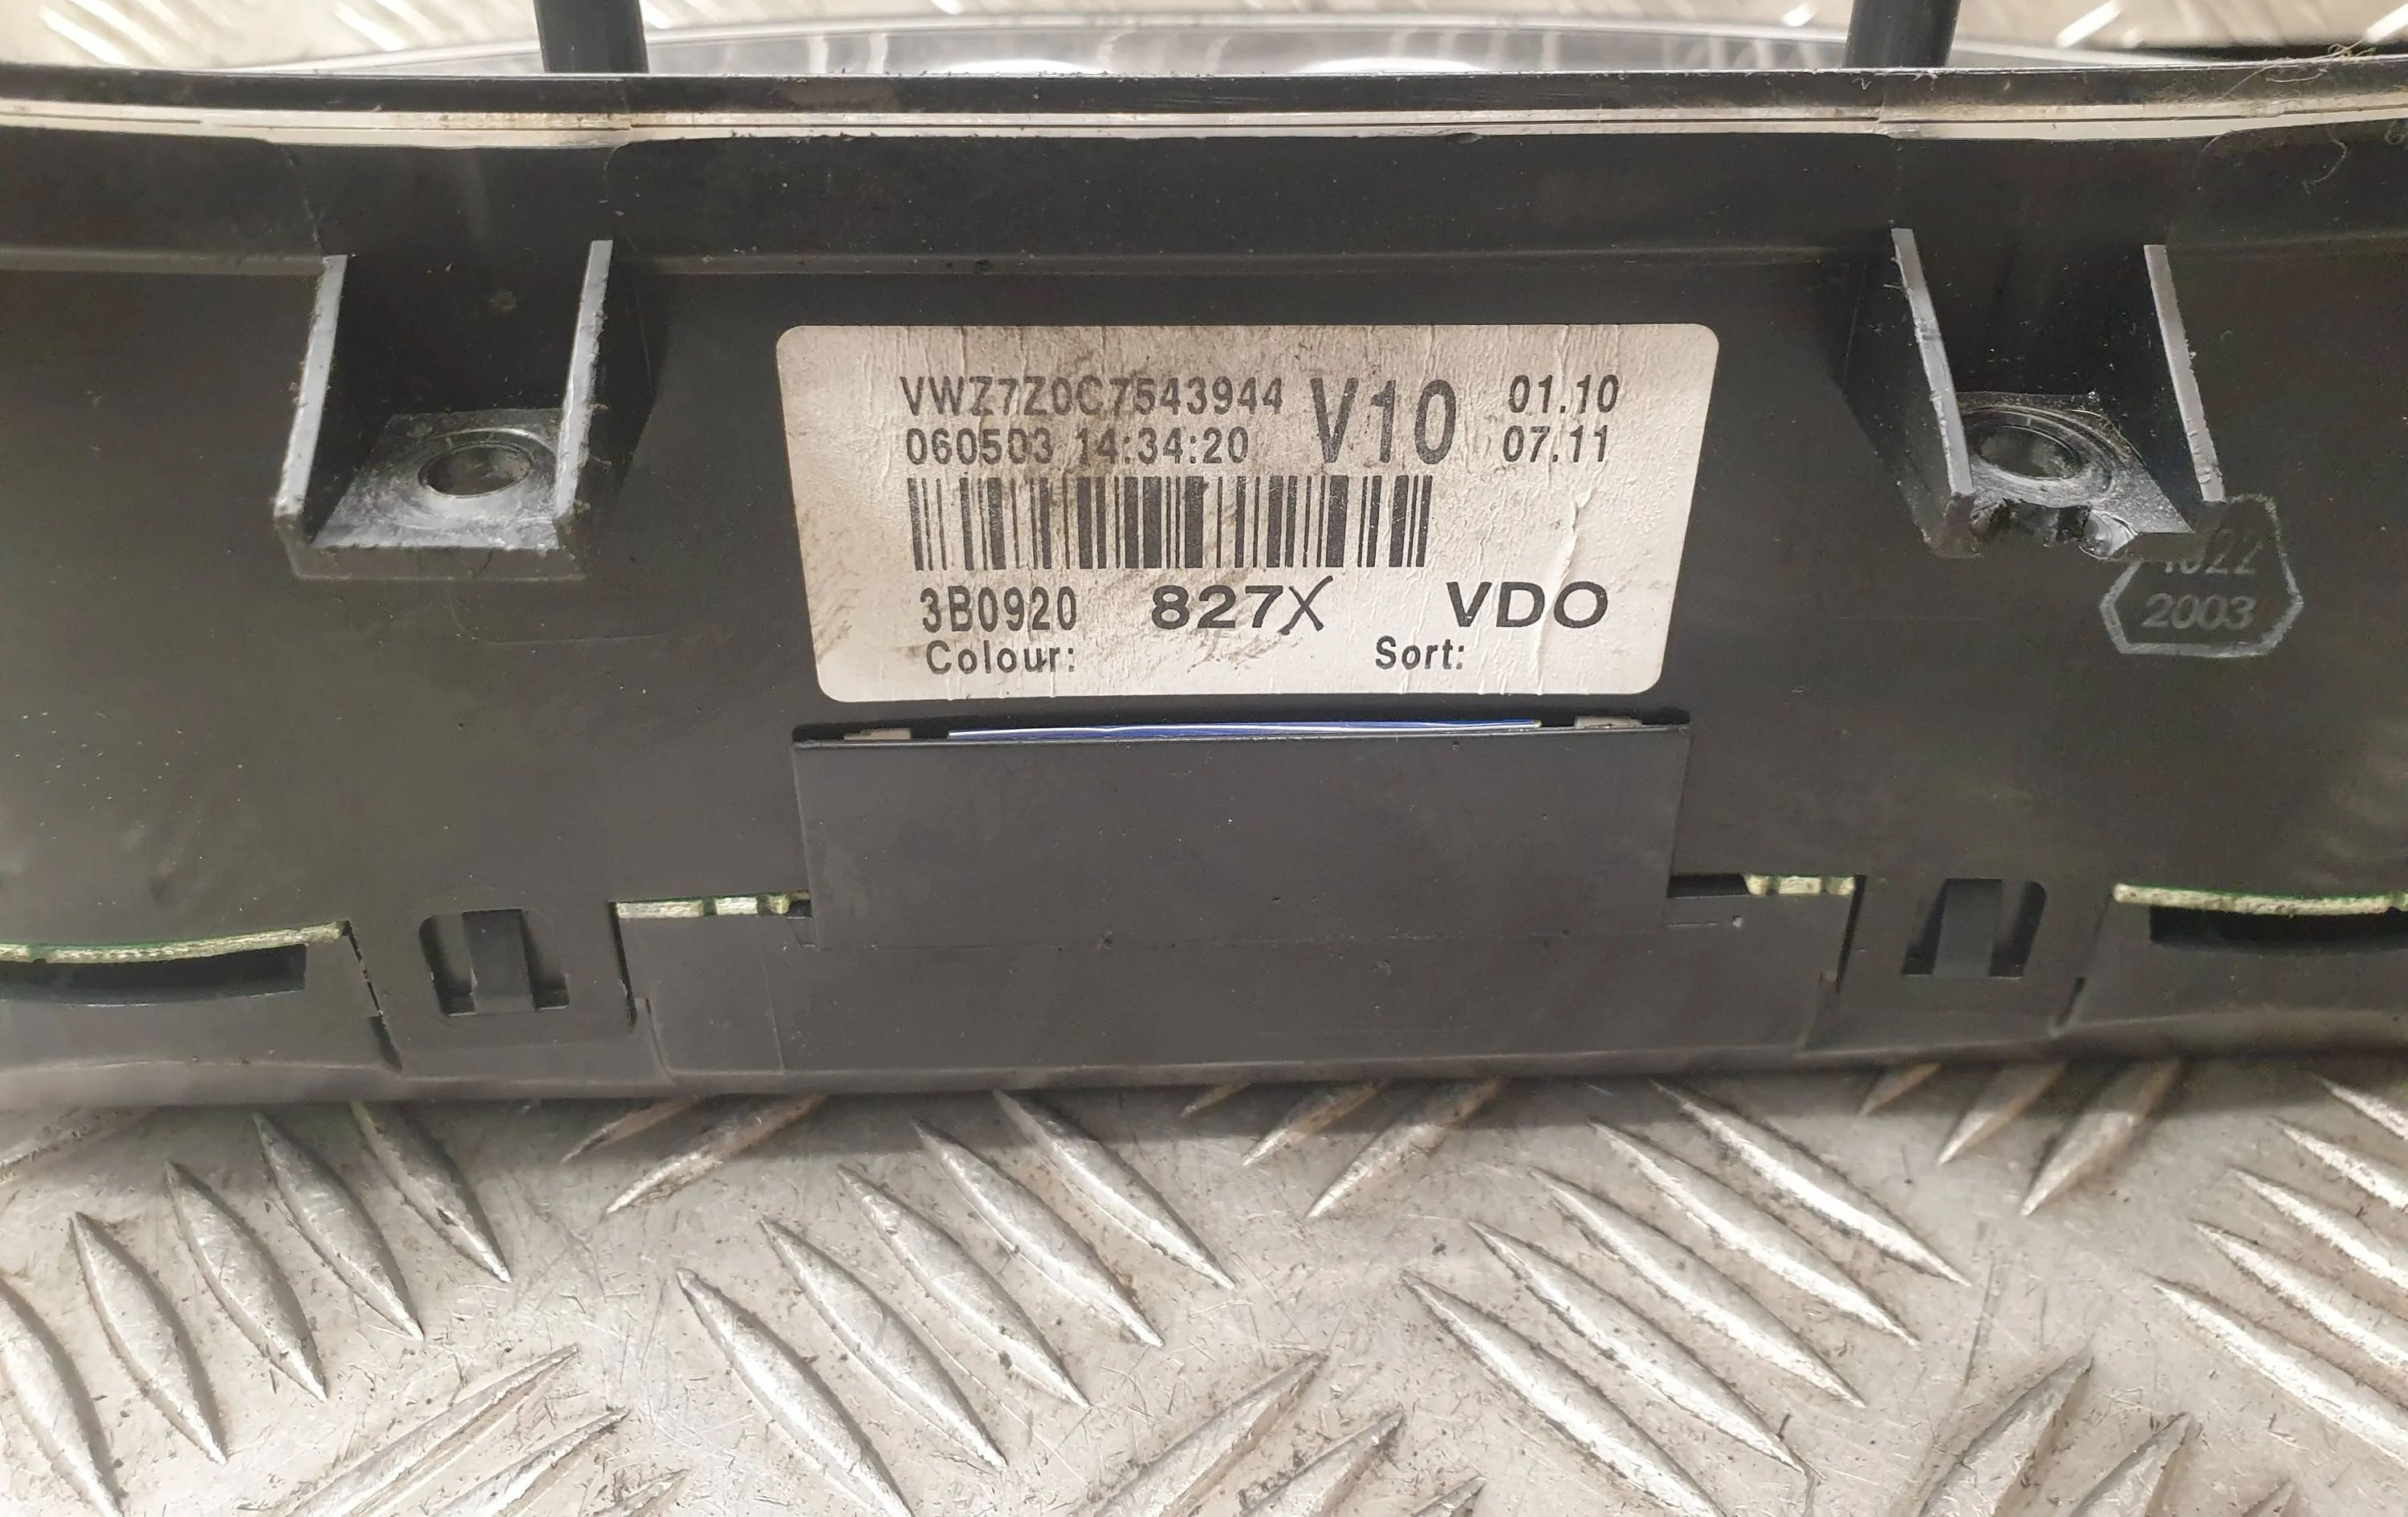 VWZ7Z0C7543944 V10 01.10
060503 14:34:20 07.11
3B0920 827X VDO
Colour: Sort:
2003